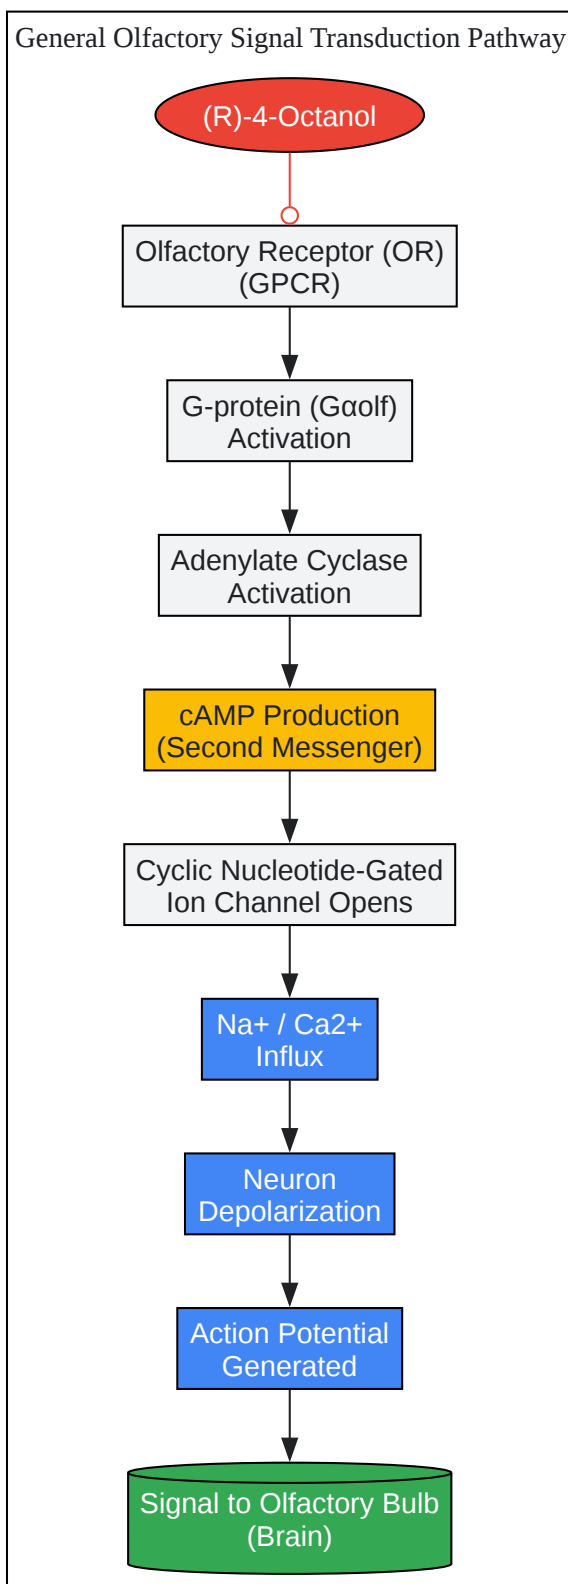 General Olfactory Signal Transduction Pathway
(R)-4-Octanol
Olfactory Receptor (OR)
(GPCR)
G-protein (Gαolf)
Activation
Adenylate Cyclase
Activation
cAMP Production
(Second Messenger)
Cyclic Nucleotide-Gated
Ion Channel Opens
Na+ / Ca2+
Influx
Neuron
Depolarization
Action Potential
Generated
Signal to Olfactory Bulb
(Brain)